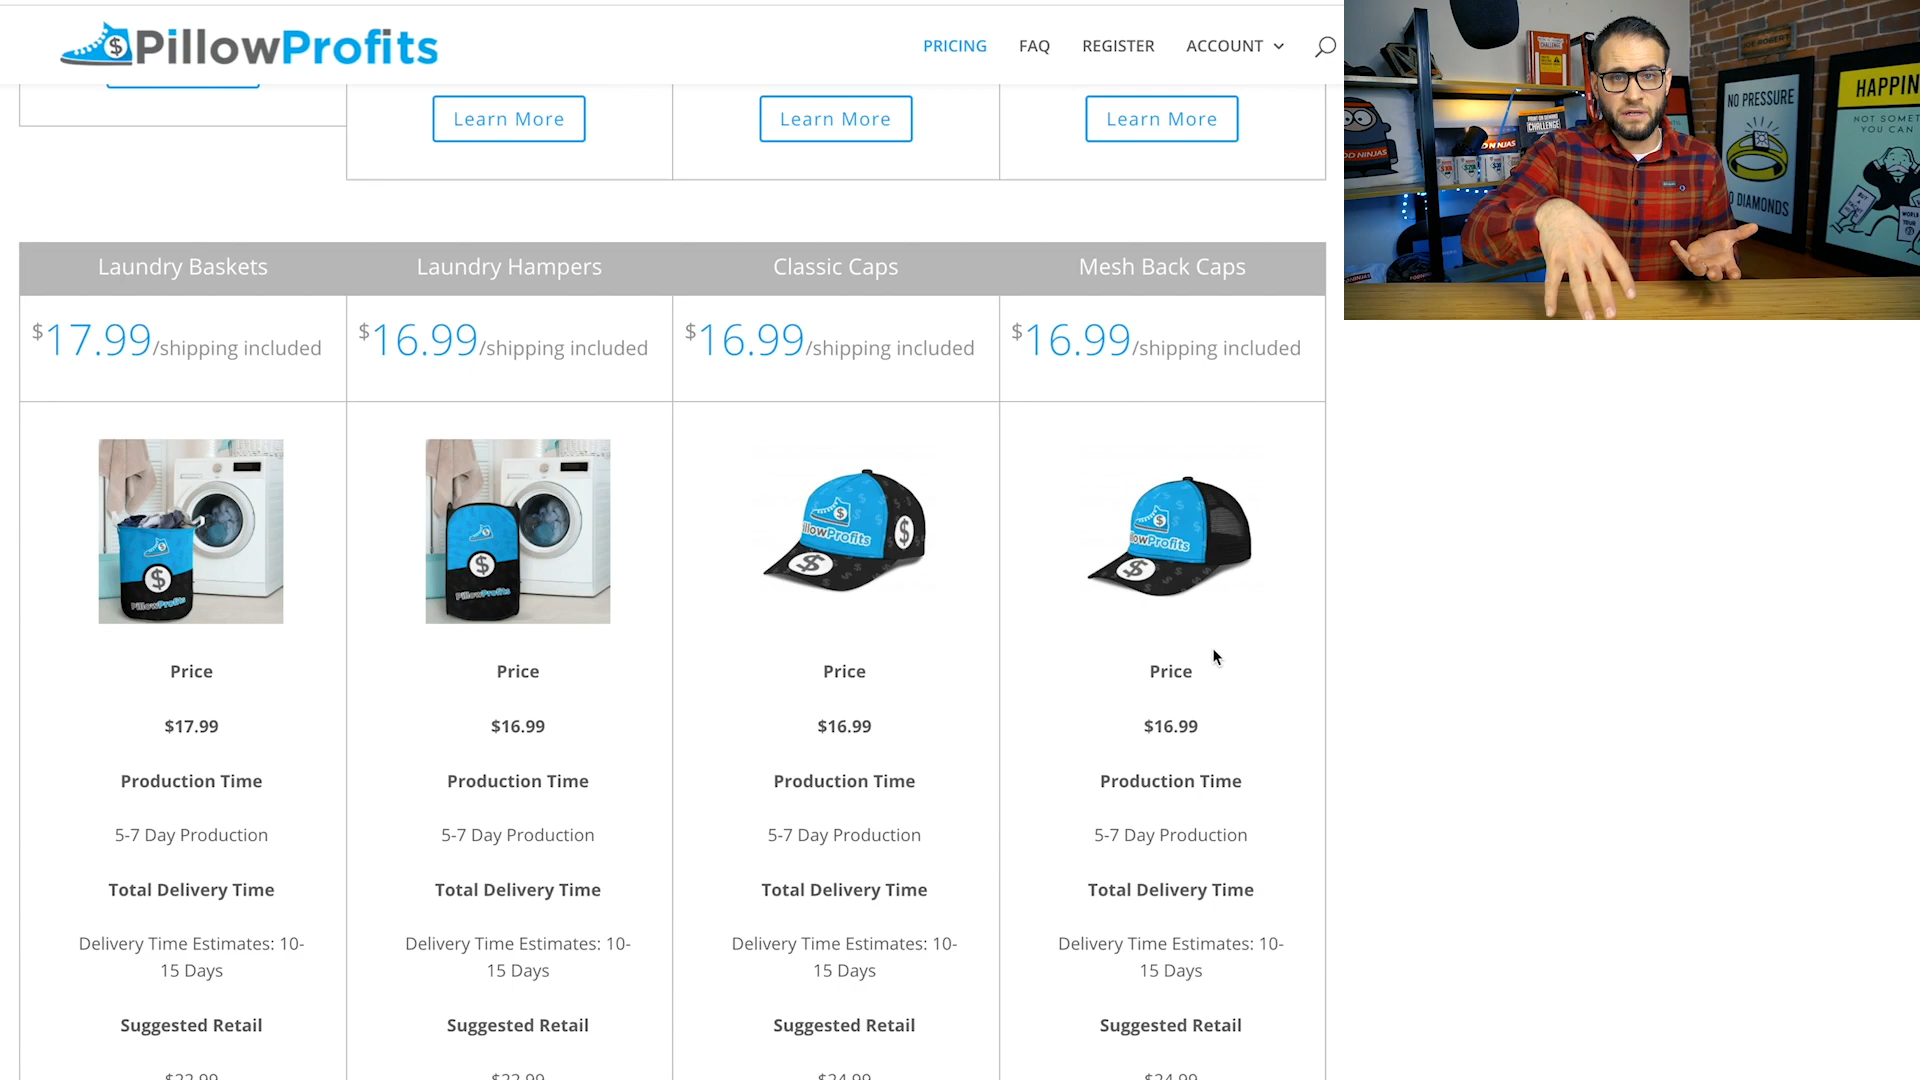 PillowProfits
PRICING
FAQ
REGISTER
ACCOUNT
Learn More
Learn More
Learn More
Laundry Baskets
Laundry Hampers
Classic Caps
Mesh Back Caps
$17.99/shipping included
$16.99/shipping included
$16.99/shipping included
$16.99/shipping included
Price
Price
Price
Price
$17.99
$16.99
$16.99
$16.99
Production Time
Production Time
Production Time
Production Time
5-7 Day Production
5-7 Day Production
5-7 Day Production
5-7 Day Production
Total Delivery Time
Total Delivery Time
Total Delivery Time
Total Delivery Time
Delivery Time Estimates: 10-
15 Days
Delivery Time Estimates: 10-
15 Days
Delivery Time Estimates: 10-
15 Days
Delivery Time Estimates: 10-
15 Days
Suggested Retail
Suggested Retail
Suggested Retail
Suggested Retail
$22.99
$22.99
$24.99
$24.99
NO PRESSURE
DIAMONDS
HAPPIN
NOT SOMET
YOU CAN
CHALLENGE